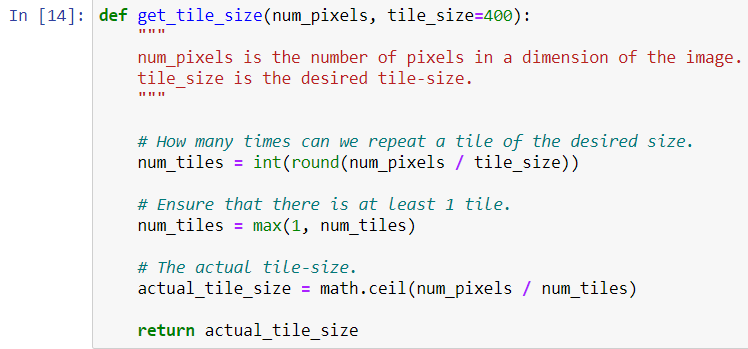 In [14]: def get_tile_size(num_pixels, tile_size=400):
"""
num_pixels is the number of pixels in a dimension of the image.
tile_size is the desired tile-size.
"""
# How many times can we repeat a tile of the desired size.
num_tiles = int(round(num_pixels / tile_size))
# Ensure that there is at least 1 tile.
num_tiles = max(1, num_tiles)
# The actual tile-size.
actual_tile_size = math.ceil(num_pixels / num_tiles)
return actual_tile_size